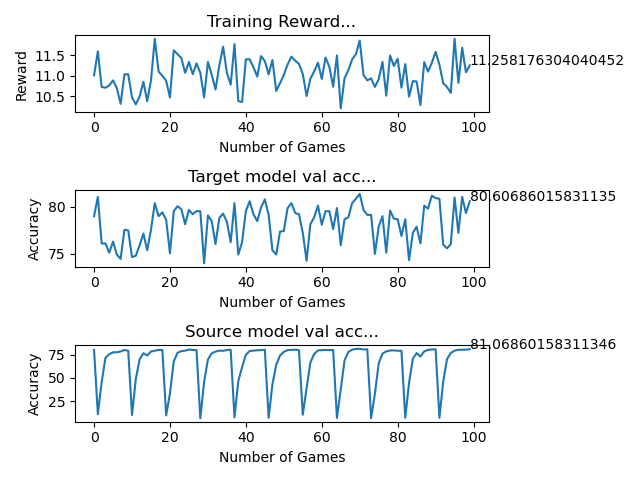 Training Reward...
Reward
11.5
11.0
10.5
11.258176304040452
0 20 40 60 80 100
Number of Games
Target model val acc...
Accuracy
80
75
80.60686015831135
0 20 40 60 80 100
Number of Games
Source model val acc...
Accuracy
75
50
25
81.06860158311346
0 20 40 60 80 100
Number of Games